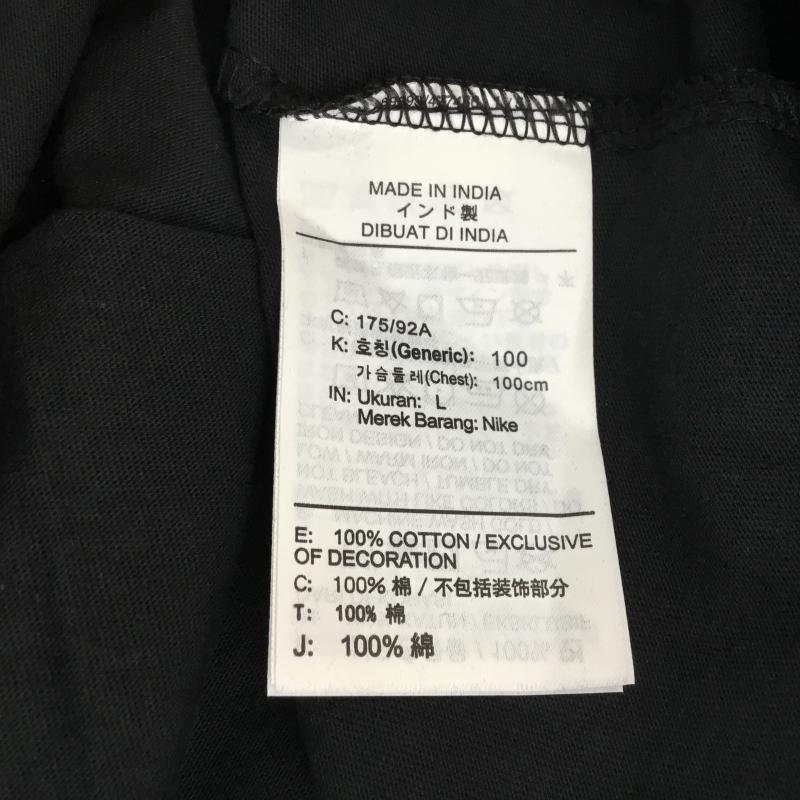 MADE IN INDIA
インド製
DIBUAT DI INDIA
C: 175/92A
K: 호칭(Generic): 100
가슴둘레(Chest): 100cm
IN: Ukuran: L
Merek Barang: Nike
E: 100% COTTON / EXCLUSIVE
OF DECORATION
C: 100% 棉 / 不包括装饰部分
T: 100% 棉
J: 100% 綿